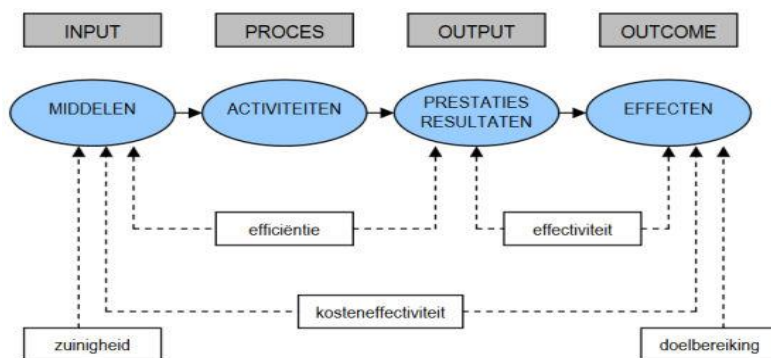 INPUT PROCES OUTPUT OUTCOME
MIDDELEN ACTIVITEITEN PRESTATIES RESULTATEN EFFECTEN
efficiëntie effectiviteit
kosteneffectiviteit
zuinigheid doelbereiking